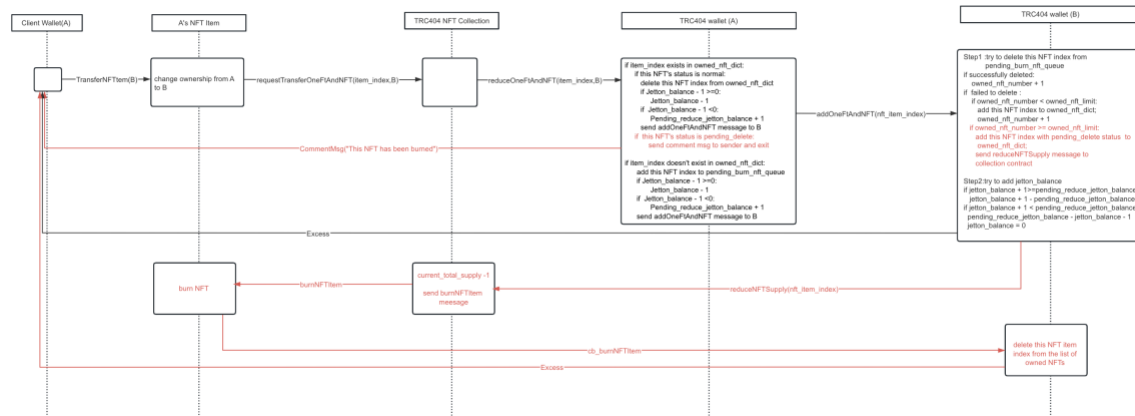 Client Wallet(A)
A's NFT Item
TRC404 NFT Collection
TRC404 wallet (A)
TRC404 wallet (B)
TransferNFTItem(B)
change ownership from A
to B
requestTransferOneFtAndNFT(item_index,B)
reduceOneFtAndNFT(item_index,B)
if item_index exists in owned_nft_dict:
if this NFT's status is normal:
delete this NFT index from owned_nft_dict
if Jetton_balance - 1 >=0:
Jetton_balance - 1
if Jetton_balance - 1 <0:
Pending_reduce_jetton_balance + 1
send addOneFtAndNFT message to B
if this NFT's status is pending_delete:
send comment msg to sender and exit
if item_index doesn't exist in owned_nft_dict:
add this NFT index to pending_burn_nft_queue
if Jetton_balance - 1 >=0:
Jetton_balance - 1
if Jetton_balance - 1 <0:
Pending_reduce_jetton_balance + 1
send addOneFtAndNFT message to B
addOneFtAndNFT(nft_item_index)
Step1 :try to delete this NFT index from
pending_burn_nft_queue
if successfully deleted:
owned_nft_number + 1
if failed to delete :
if owned_nft_number < owned_nft_limit:
add this NFT index to owned_nft_dict;
owned_nft_number + 1
if owned_nft_number >= owned_nft_limit:
add this NFT index with pending_delete status to
owned_nft_dict;
send reduceNFTSupply message to
collection contract
Step2:try to add jetton_balance
if jetton_balance + 1>=pending_reduce_jetton_balance
jetton_balance + 1 - pending_reduce_jetton_balance
if jetton_balance + 1 < pending_reduce_jetton_balance
pending_reduce_jetton_balance - jetton_balance - 1
jetton_balance = 0
CommentMsg("This NFT has been burned")
Excess
burn NFT
burnNFTItem
current_total_supply -1
send burnNFTItem
meesage
reduceNFTSupply(nft_item_index)
cb_burnNFTItem
delete this NFT item
index from the list of
owned NFTs
Excess